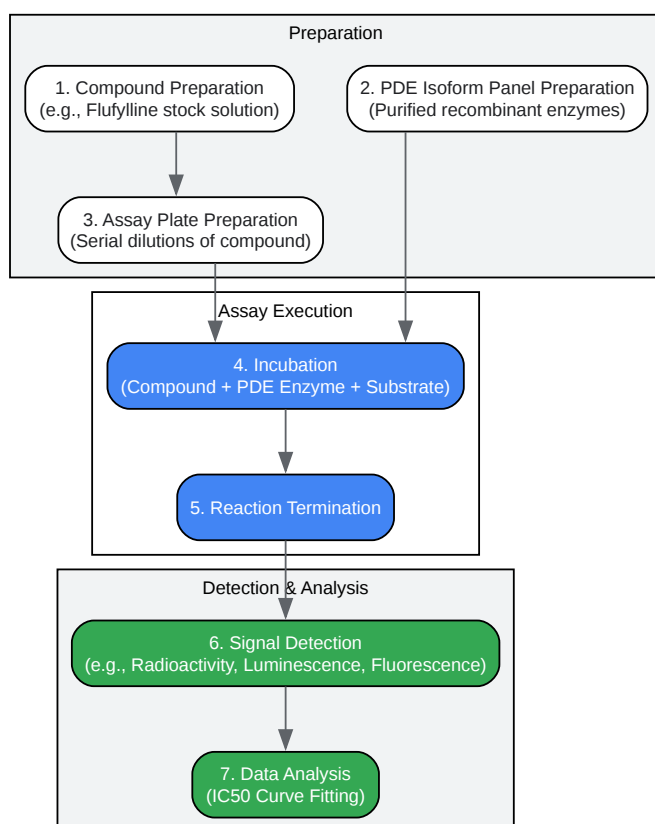 Preparation
1. Compound Preparation
(e.g., Flufylline stock solution)
2. PDE Isoform Panel Preparation
(Purified recombinant enzymes)
3. Assay Plate Preparation
(Serial dilutions of compound)
Assay Execution
4. Incubation
(Compound + PDE Enzyme + Substrate)
5. Reaction Termination
Detection & Analysis
6. Signal Detection
(e.g., Radioactivity, Luminescence, Fluorescence)
7. Data Analysis
(IC50 Curve Fitting)